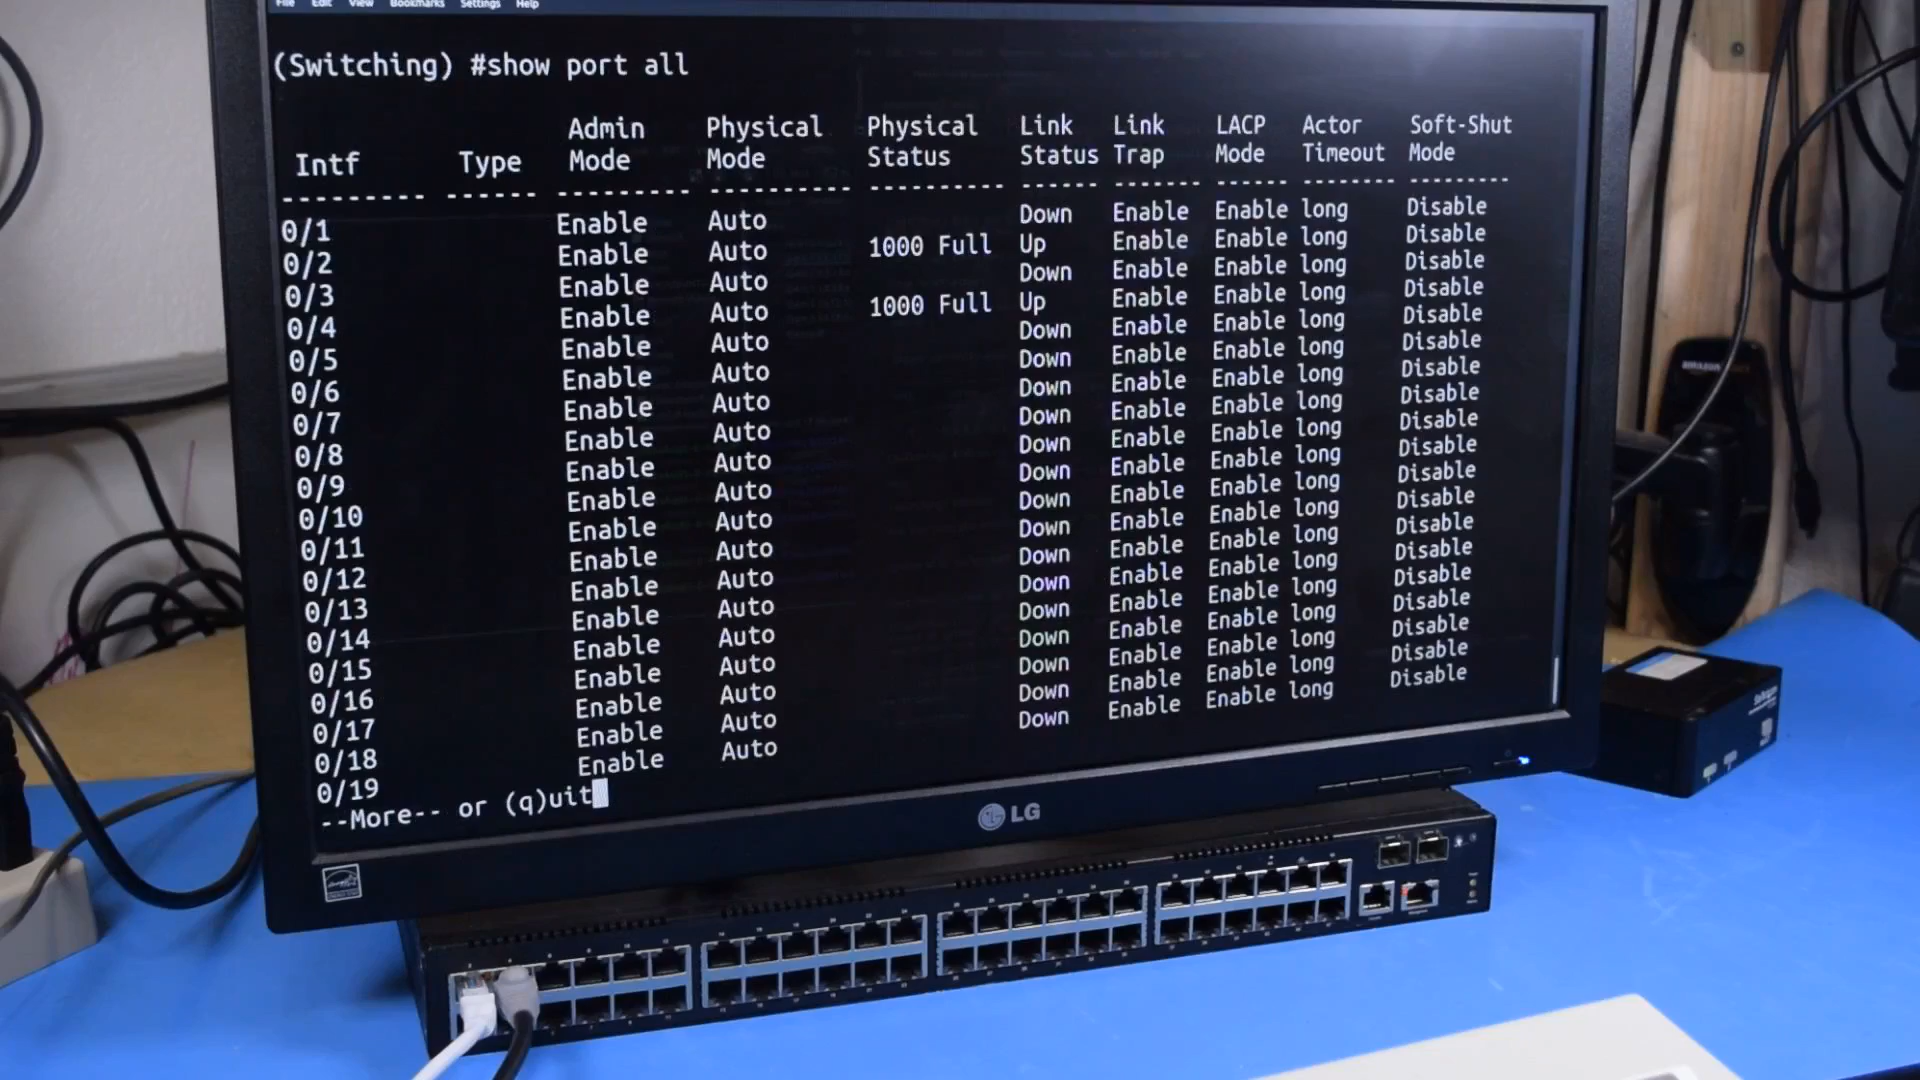 File Edit View Bookmarks Settings Help
(Switching) #show port all
Admin Physical Physical Link Link LACP Actor Soft-Shut
Intf Type Mode Mode Status Status Trap Mode Timeout Mode
--------- ------ --------- --------- ---------- ------ ------- ------ -------- ---------
0/1 Enable Auto Down Enable Enable long Disable
0/2 Enable Auto 1000 Full Up Enable Enable long Disable
0/3 Enable Auto Down Enable Enable long Disable
0/4 Enable Auto 1000 Full Up Enable Enable long Disable
0/5 Enable Auto Down Enable Enable long Disable
0/6 Enable Auto Down Enable Enable long Disable
0/7 Enable Auto Down Enable Enable long Disable
0/8 Enable Auto Down Enable Enable long Disable
0/9 Enable Auto Down Enable Enable long Disable
0/10 Enable Auto Down Enable Enable long Disable
0/11 Enable Auto Down Enable Enable long Disable
0/12 Enable Auto Down Enable Enable long Disable
0/13 Enable Auto Down Enable Enable long Disable
0/14 Enable Auto Down Enable Enable long Disable
0/15 Enable Auto Down Enable Enable long Disable
0/16 Enable Auto Down Enable Enable long Disable
0/17 Enable Auto Down Enable Enable long Disable
0/18 Enable Auto Down Enable Enable long Disable
0/19 Enable Auto Down Enable Enable long Disable
--More-- or (q)uit
LG
amazon